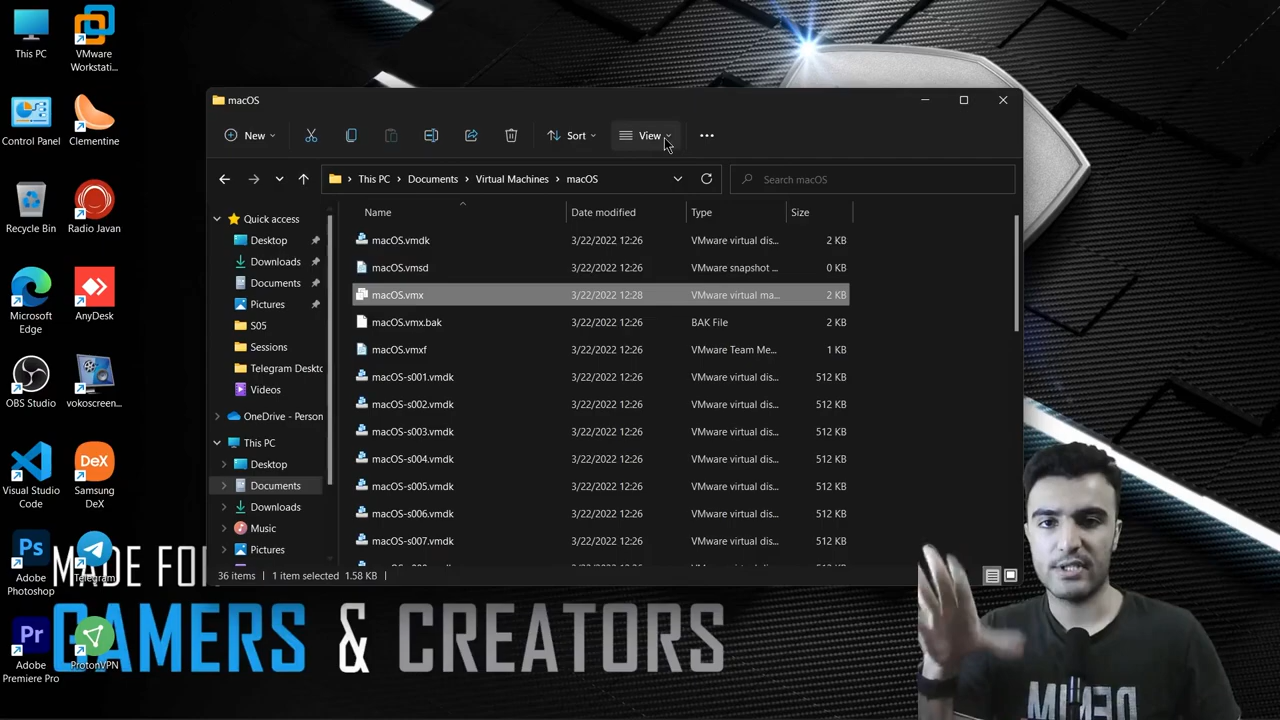 This PC
VMware
Workstati...
Control Panel
Clementine
Recycle Bin
Radio Javan
Microsoft
Edge
AnyDesk
OBS Studio
vokoscreen...
Visual Studio
Code
DeX
Samsung
DeX
Ps
Adobe
Photoshop
Telegram
Pr
Adobe
Premiere Pro
ProtonVPN
macOS
New
Sort
View
This PC > Documents > Virtual Machines > macOS
Search macOS
Name Date modified Type Size
Quick access
Desktop
Downloads
Documents
Pictures
S05
Sessions
Telegram Deskto
Videos
OneDrive - Person
This PC
Desktop
Documents
Downloads
Music
Pictures
macOS.vmdk 3/22/2022 12:26 VMware virtual dis... 2 KB
macOS.vmsd 3/22/2022 12:26 VMware snapshot ... 0 KB
macOS.vmx 3/22/2022 12:28 VMware virtual ma... 2 KB
macOS.vmx.bak 3/22/2022 12:26 BAK File 2 KB
macOS.vmxf 3/22/2022 12:26 VMware Team Me... 1 KB
macOS-s001.vmdk 3/22/2022 12:26 VMware virtual dis... 512 KB
macOS-s002.vmdk 3/22/2022 12:26 VMware virtual dis... 512 KB
macOS-s003.vmdk 3/22/2022 12:26 VMware virtual dis... 512 KB
macOS-s004.vmdk 3/22/2022 12:26 VMware virtual dis... 512 KB
macOS-s005.vmdk 3/22/2022 12:26 VMware virtual dis... 512 KB
macOS-s006.vmdk 3/22/2022 12:26 VMware virtual dis... 512 KB
macOS-s007.vmdk 3/22/2022 12:26 VMware virtual dis... 512 KB
36 items 1 item selected 1.58 KB
MADE FO
GAMERS & CREATORS
DENIM